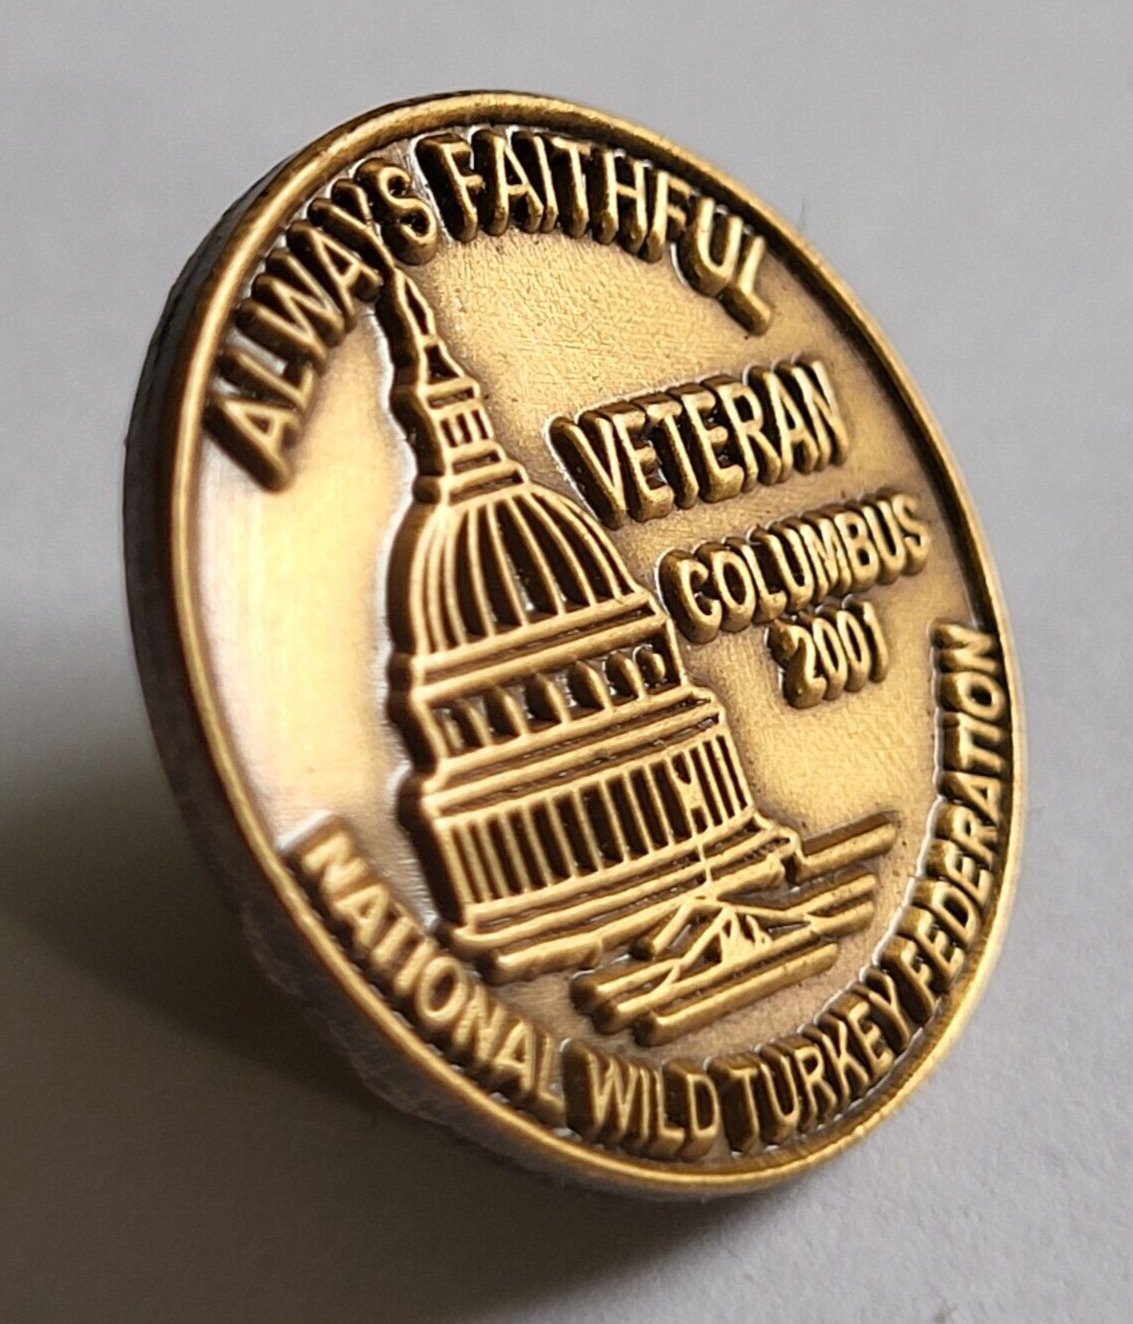 ALWAYS FAITHFUL
VETERAN
COLUMBUS
2001
NATIONAL WILD TURKEY FEDERATION